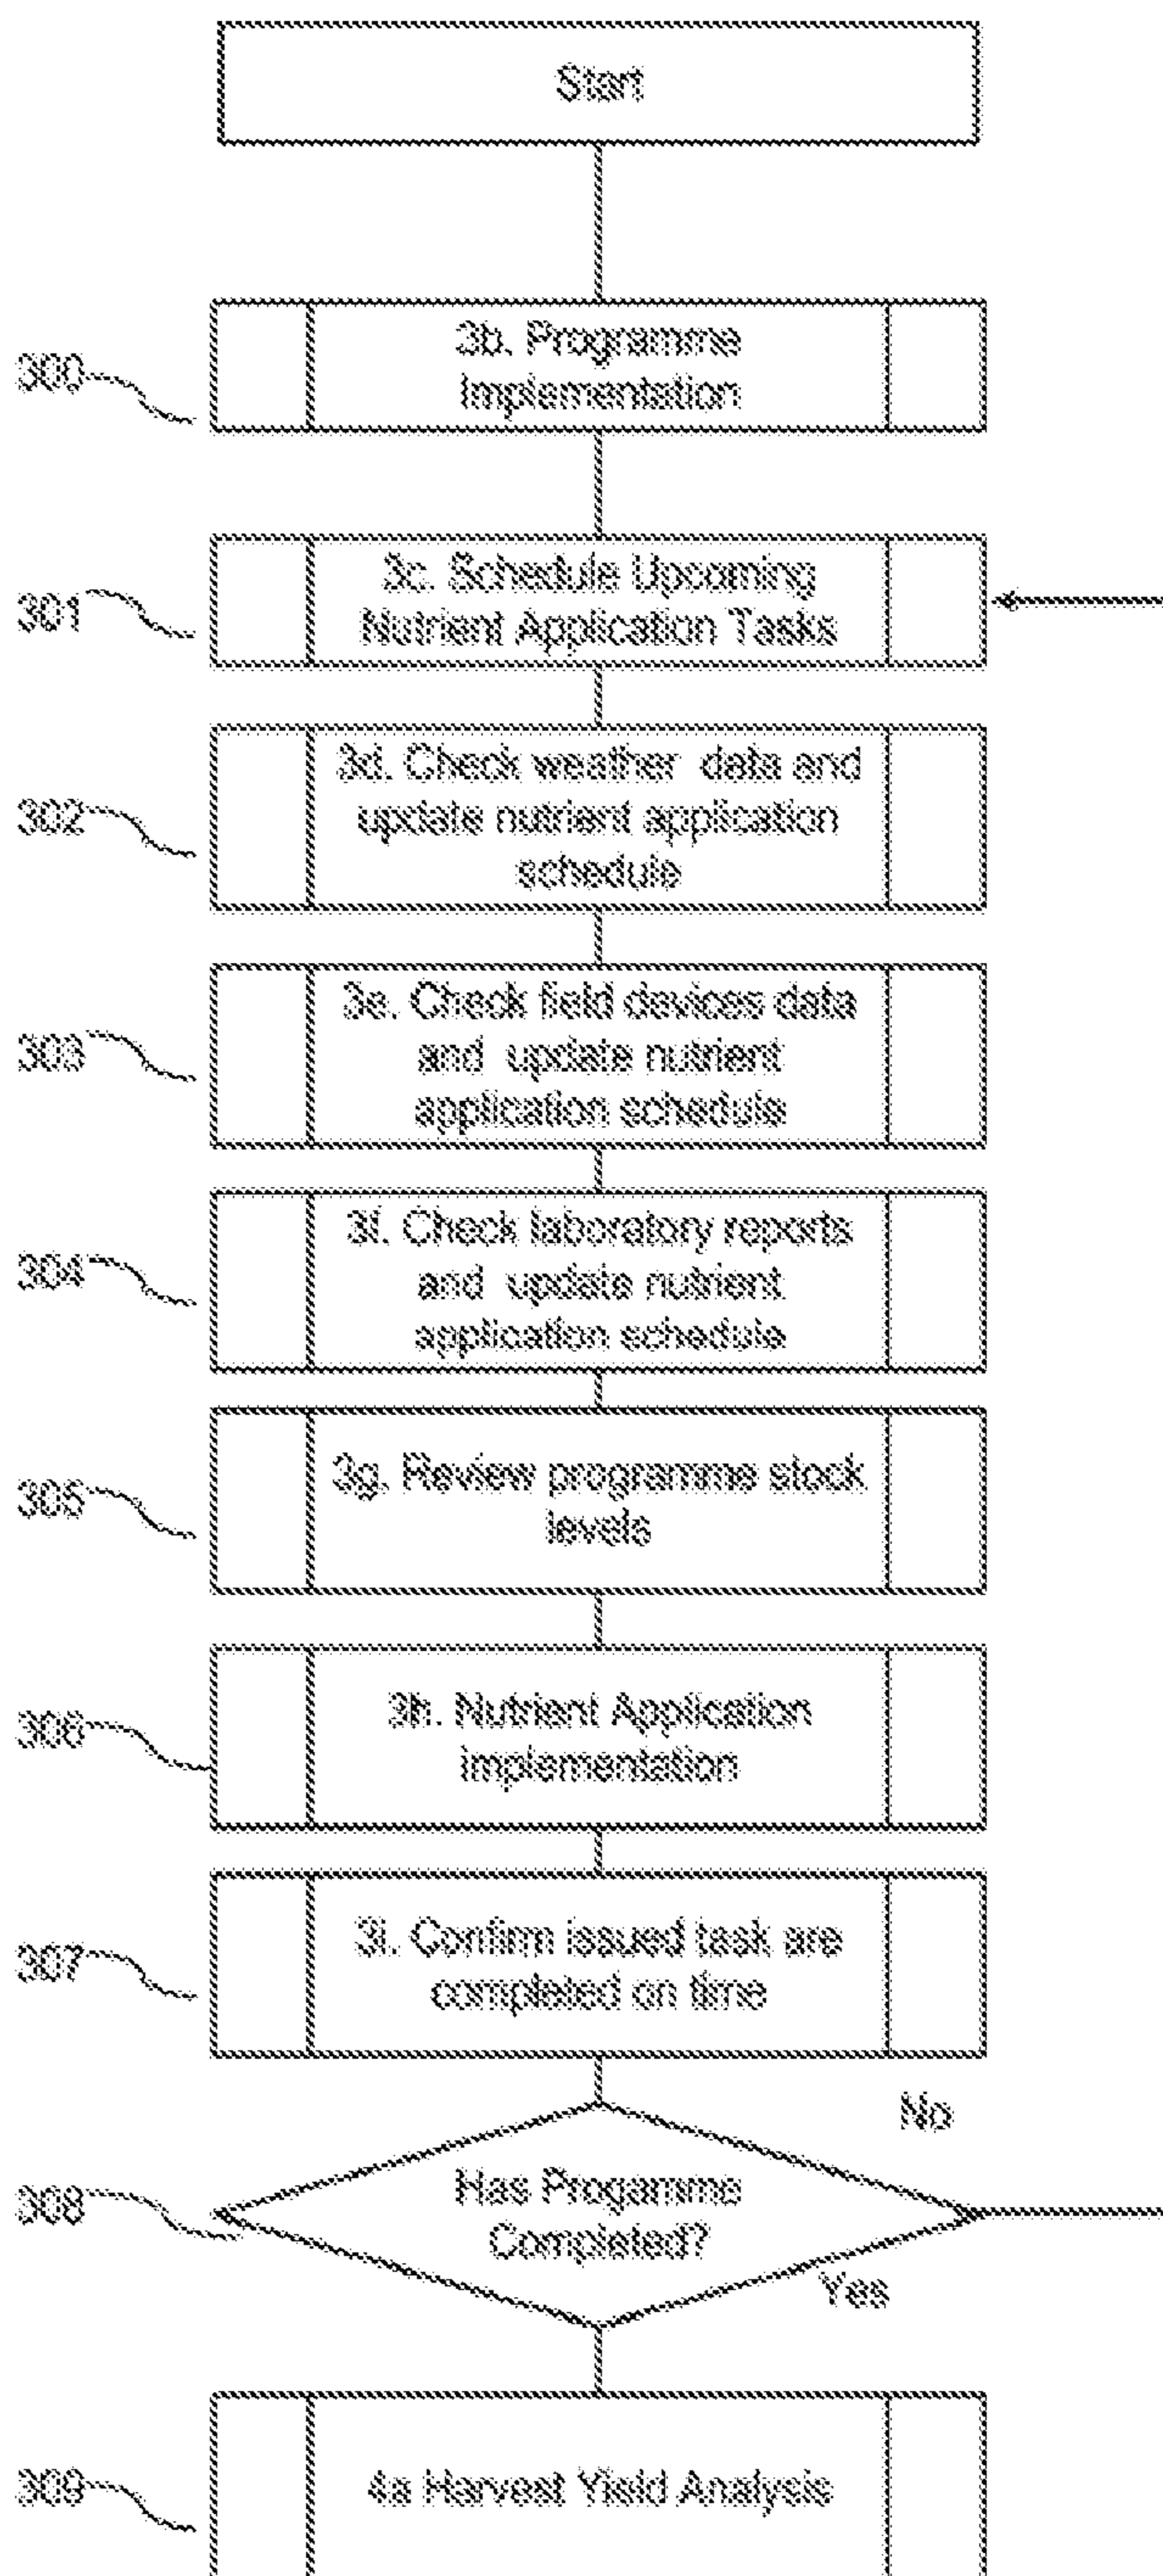 Start
300
3b. Programme
Implementation
301
3c. Schedule Upcoming
Nutrient Application Tasks
302
3d. Check weather data and
update nutrient application
schedule
303
3e. Check field devices data
and update nutrient
application schedule
304
3f. Check laboratory reports
and update nutrient
application schedule
305
3g. Review programme stock
levels
306
3h. Nutrient Application
Implementation
307
3i. Confirm issued task are
completed on time
No
308
Has Progamme
Completed?
Yes
309
4a Harvest Yield Analysis